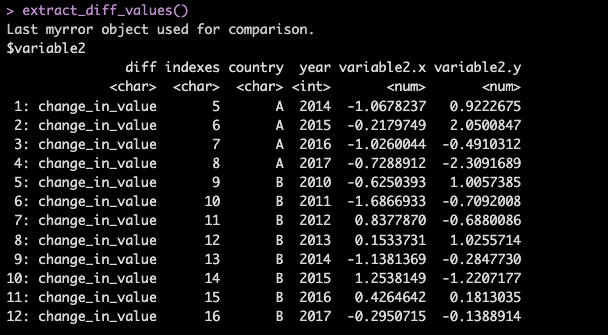 > extract_diff_values()
Last myrror object used for comparison.
$variable2
diff indexes country year variable2.x variable2.y
<char> <char> <char> <int> <num> <num>
1: change_in_value 5 A 2014 -1.0678237 0.9222675
2: change_in_value 6 A 2015 -0.2179749 2.0500847
3: change_in_value 7 A 2016 -1.0260044 -0.4910312
4: change_in_value 8 A 2017 -0.7288912 -2.3091689
5: change_in_value 9 B 2010 -0.6250393 1.0057385
6: change_in_value 10 B 2011 -1.6866933 -0.7092008
7: change_in_value 11 B 2012 0.8377870 -0.6880086
8: change_in_value 12 B 2013 0.1533731 1.0255714
9: change_in_value 13 B 2014 -1.1381369 -0.2847730
10: change_in_value 14 B 2015 1.2538149 -1.2207177
11: change_in_value 15 B 2016 0.4264642 0.1813035
12: change_in_value 16 B 2017 -0.2950715 -0.1388914